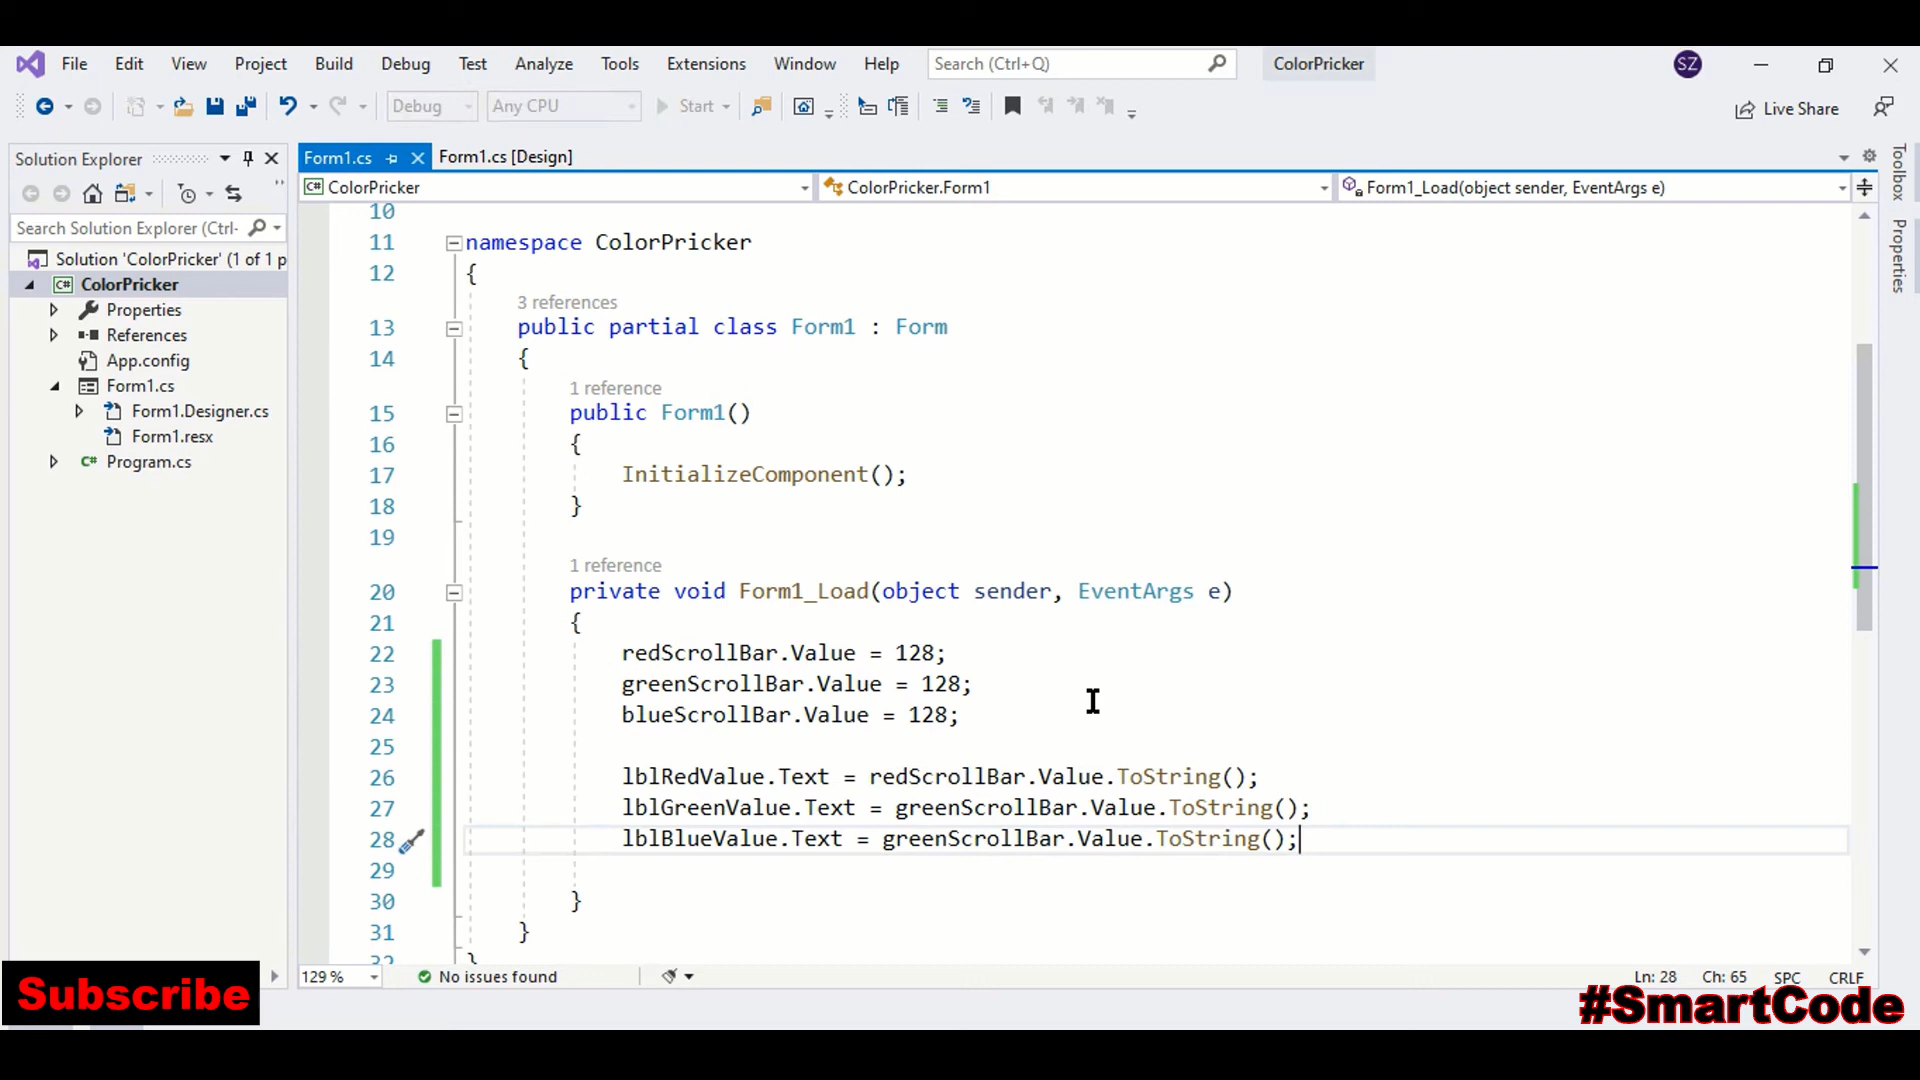 File Edit View Project Build Debug Test Analyze Tools Extensions Window Help Search (Ctrl+Q) ColorPricker SZ
Debug Any CPU Start Live Share
Solution Explorer
Search Solution Explorer (Ctrl-
Solution 'ColorPricker' (1 of 1 p
C# ColorPricker
Properties
References
App.config
Form1.cs
Form1.Designer.cs
Form1.resx
C# Program.cs
Form1.cs Form1.cs [Design]
C# ColorPricker ColorPricker.Form1 Form1_Load(object sender, EventArgs e)
10
11 namespace ColorPricker
12 {
3 references
13 public partial class Form1 : Form
14 {
1 reference
15 public Form1()
16 {
17 InitializeComponent();
18 }
19
1 reference
20 private void Form1_Load(object sender, EventArgs e)
21 {
22 redScrollBar.Value = 128;
23 greenScrollBar.Value = 128;
24 blueScrollBar.Value = 128;
25
26 lblRedValue.Text = redScrollBar.Value.ToString();
27 lblGreenValue.Text = greenScrollBar.Value.ToString();
28 lblBlueValue.Text = greenScrollBar.Value.ToString();
29
30 }
31 }
32 }
129 % No issues found Ln: 28 Ch: 65 SPC CRLF
Toolbox
Properties
Subscribe
#SmartCode